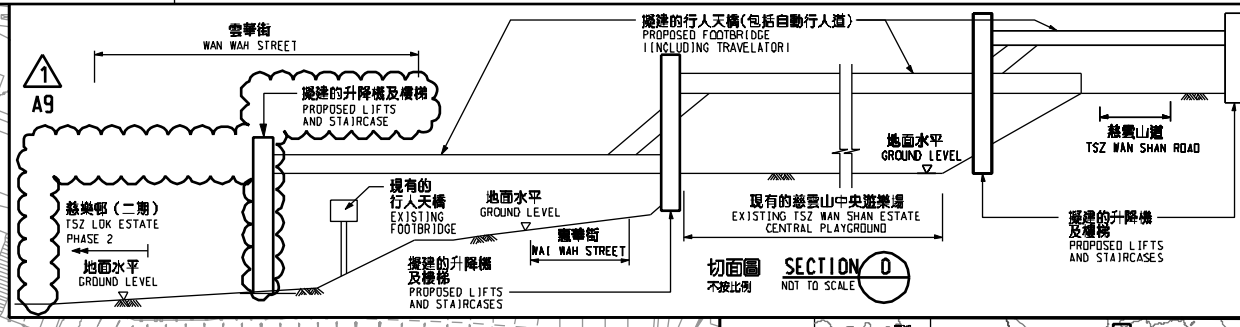 雲華街
WAN WAH STREET
1
A9
擬建的升降機及樓梯
PROPOSED LIFTS
AND STAIRCASE
擬建的行人天橋(包括自動行人道)
PROPOSED FOOTBRIDGE
(INCLUDING TRAVELATOR)
慈雲山道
TSZ WAN SHAN ROAD
地面水平
GROUND LEVEL
慈樂邨 (二期)
TSZ LOK ESTATE
PHASE 2
地面水平
GROUND LEVEL
現有的
行人天橋
EXISTING
FOOTBRIDGE
地面水平
GROUND LEVEL
WAI WAH STREET
擬建的升降機
及樓梯
PROPOSED LIFTS
AND STAIRCASES
現有的慈雲山中央遊樂場
EXISTING TSZ WAN SHAN ESTATE
CENTRAL PLAYGROUND
擬建的升降機
及樓梯
PROPOSED LIFTS
AND STAIRCASES
切面圖 SECTION D
不按比例 NOT TO SCALE